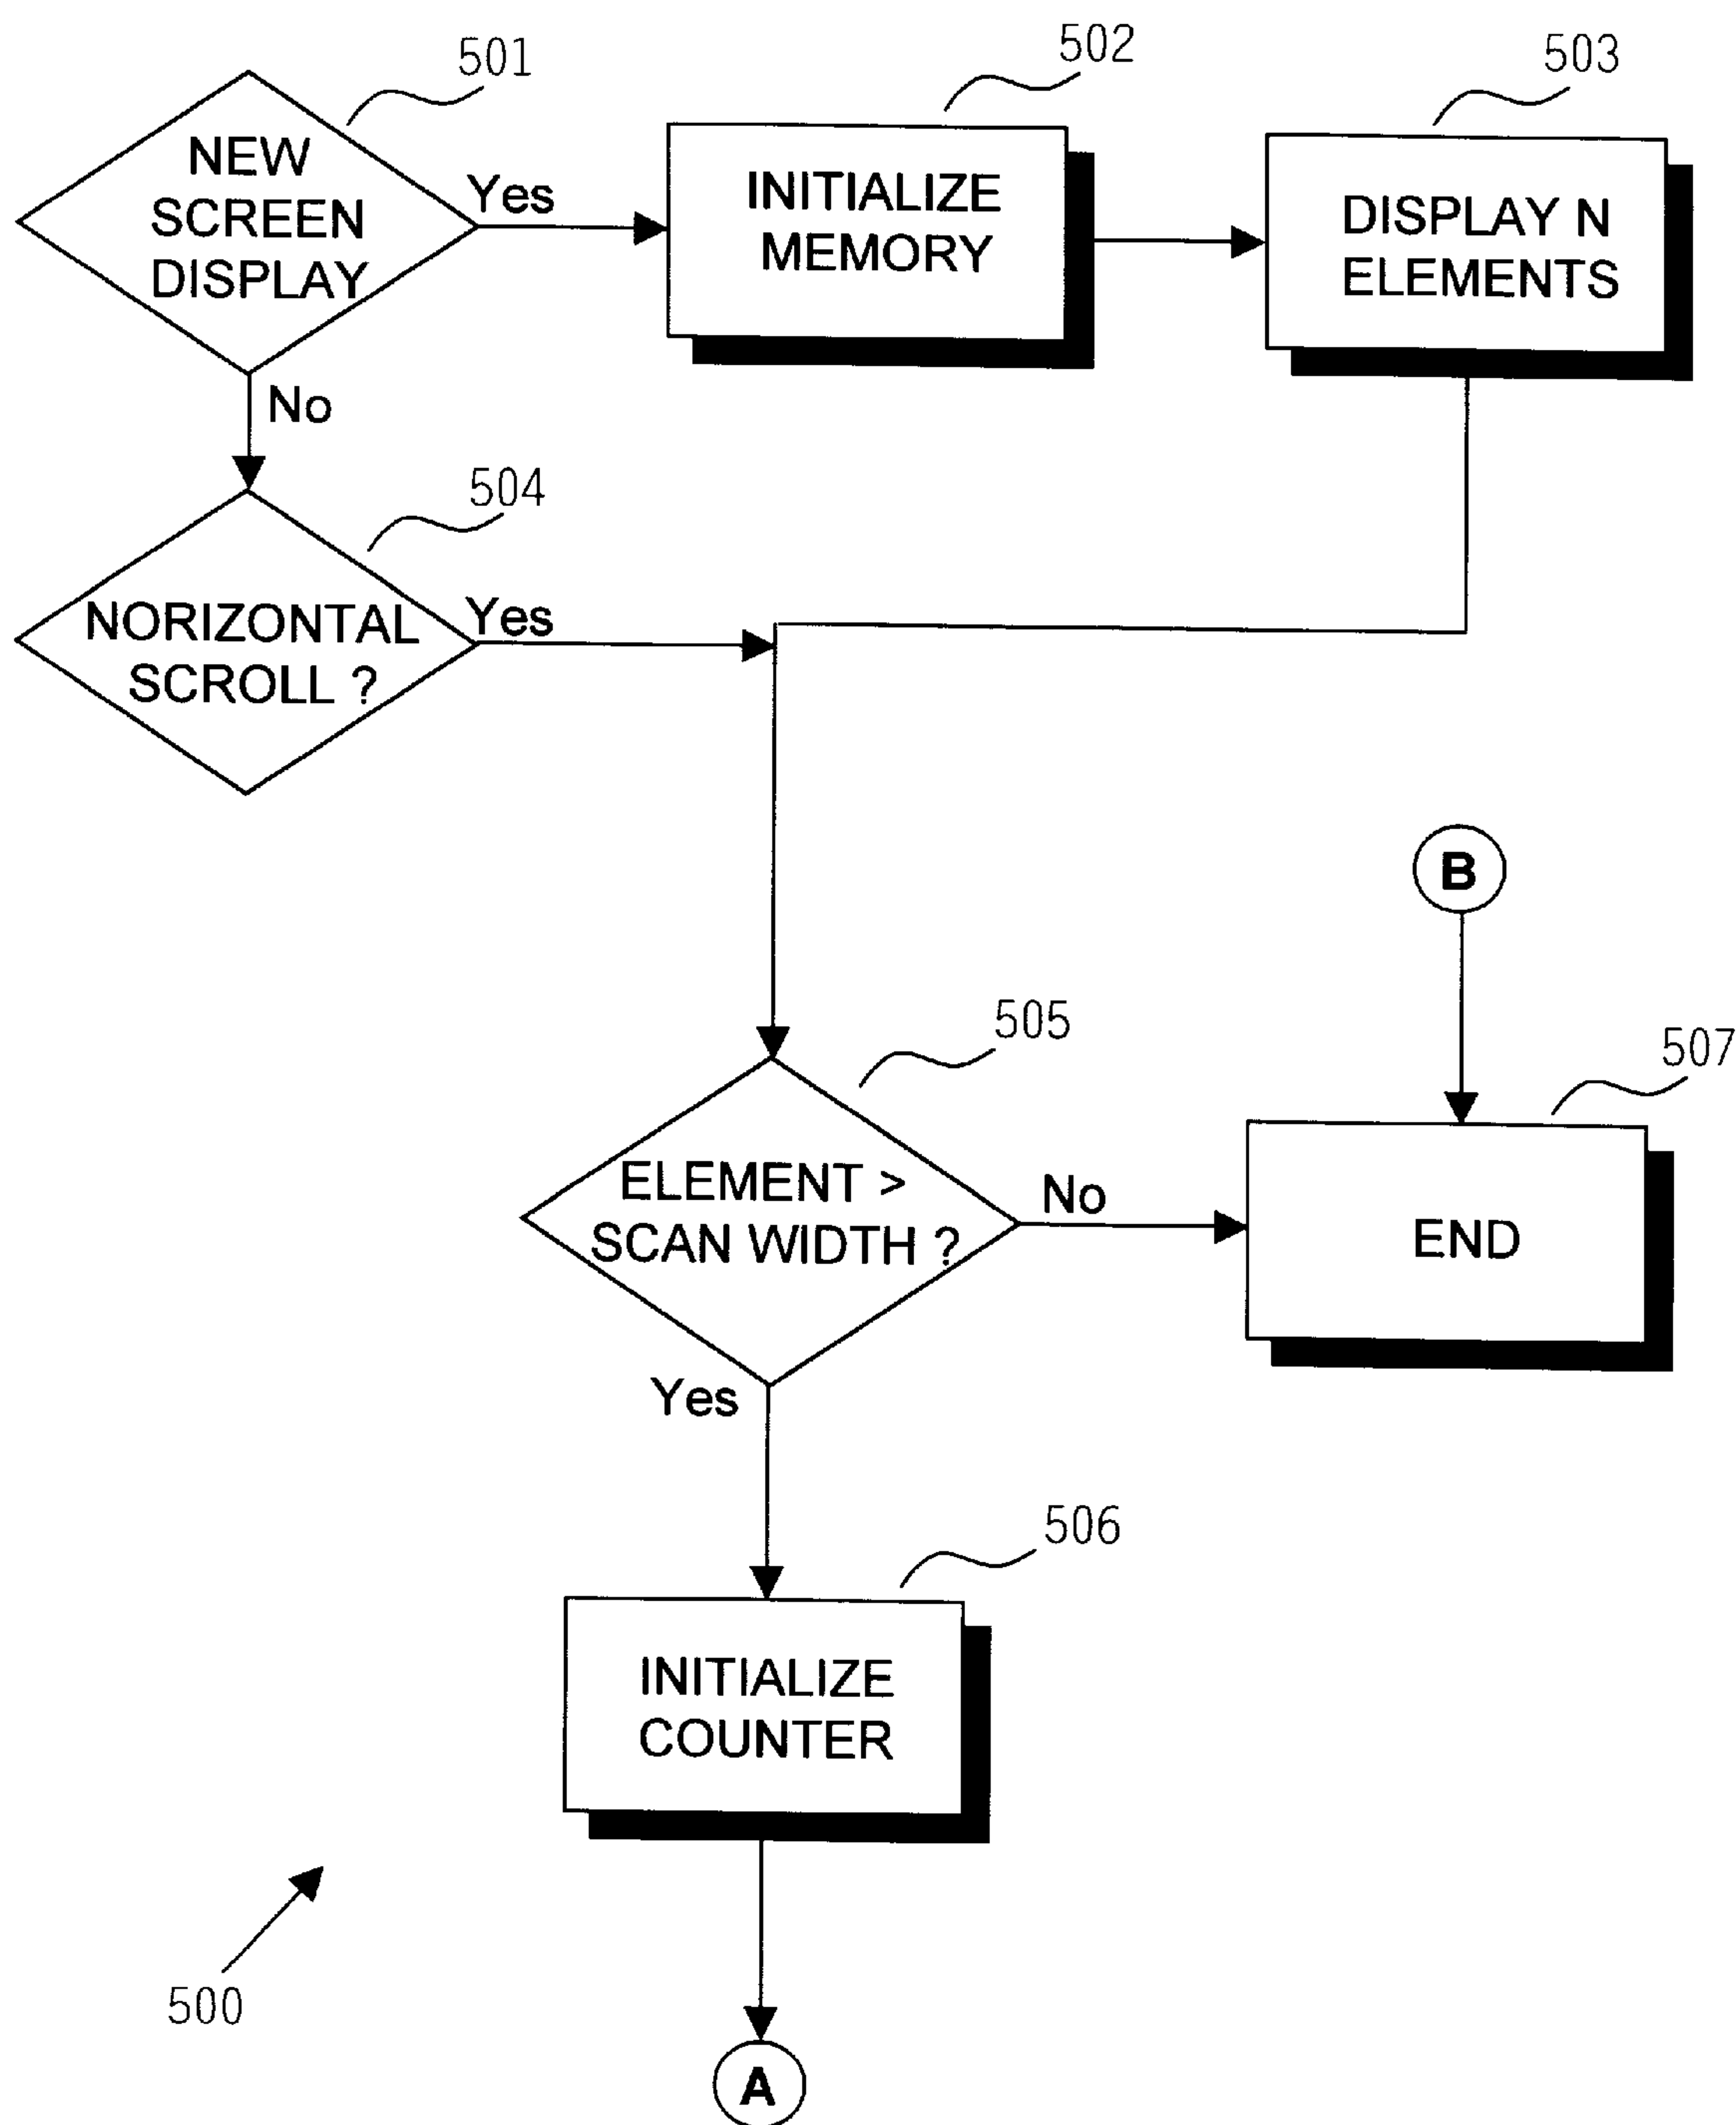 501
NEW
SCREEN
DISPLAY
Yes
502
INITIALIZE
MEMORY
503
DISPLAY N
ELEMENTS
No
504
NORIZONTAL
SCROLL ?
Yes
B
505
ELEMENT >
SCAN WIDTH ?
No
507
END
Yes
506
INITIALIZE
COUNTER
500
A